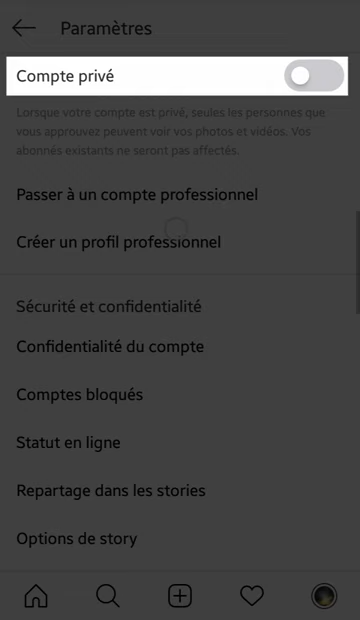 Paramètres
Compte privé
Lorsque votre compte est privé, seules les personnes que
vous approuvez peuvent voir vos photos et vidéos. Vos
abonnés existants ne seront pas affectés.
Passer à un compte professionnel
Créer un profil professionnel
Sécurité et confidentialité
Confidentialité du compte
Comptes bloqués
Statut en ligne
Repartage dans les stories
Options de story